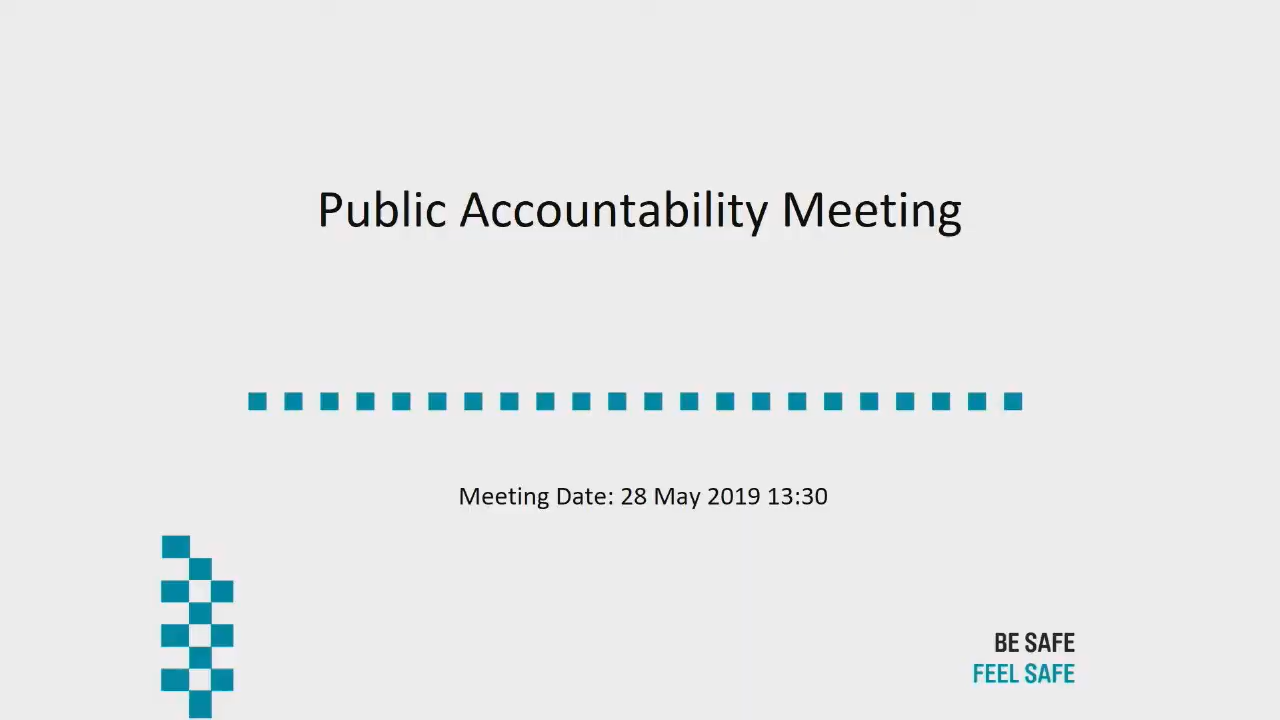 Public Accountability Meeting
Meeting Date: 28 May 2019 13:30
BE SAFE
FEEL SAFE